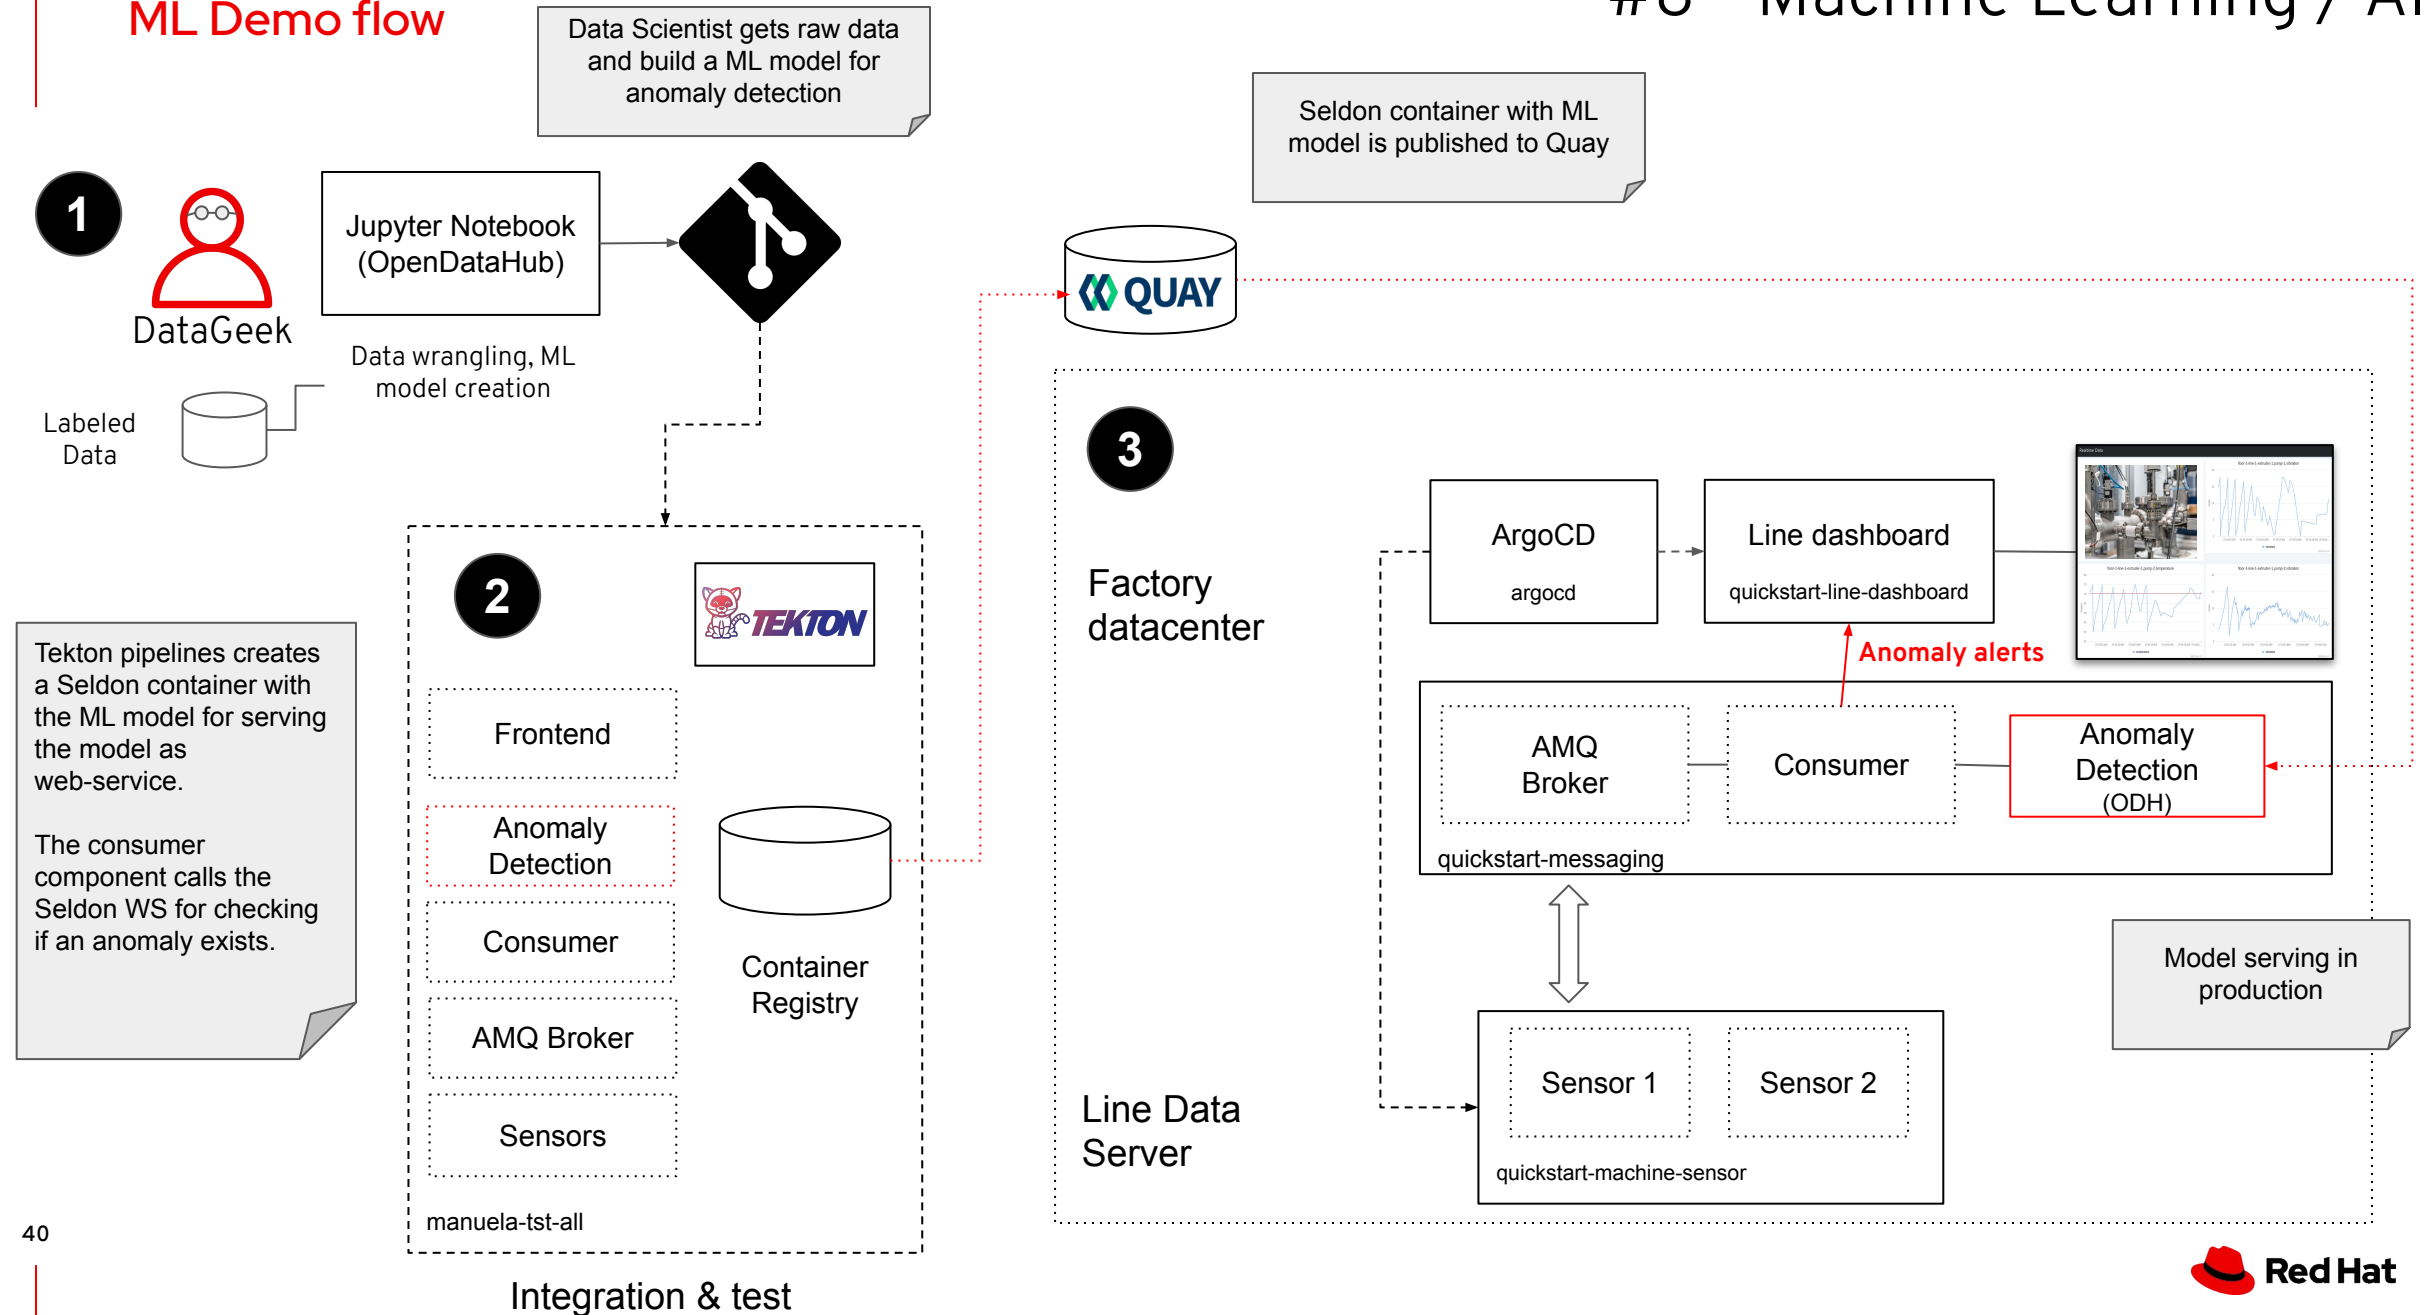 ML Demo flow
Machine Learning / AI
Data Scientist gets raw data
and build a ML model for
anomaly detection
Seldon container with ML
model is published to Quay
1
DataGeek
Jupyter Notebook
(OpenDataHub)
Data wrangling, ML
model creation
Labeled
Data
QUAY
2
TEKTON
Tekton pipelines creates
a Seldon container with
the ML model for serving
the model as
web-service.
The consumer
component calls the
Seldon WS for checking
if an anomaly exists.
Frontend
Anomaly
Detection
Consumer
AMQ Broker
Sensors
Container
Registry
manuela-tst-all
Integration & test
3
Factory
datacenter
ArgoCD
argocd
Line dashboard
quickstart-line-dashboard
Anomaly alerts
AMQ
Broker
Consumer
Anomaly
Detection
(ODH)
quickstart-messaging
Model serving in
production
Line Data
Server
Sensor 1
Sensor 2
quickstart-machine-sensor
40
Red Hat